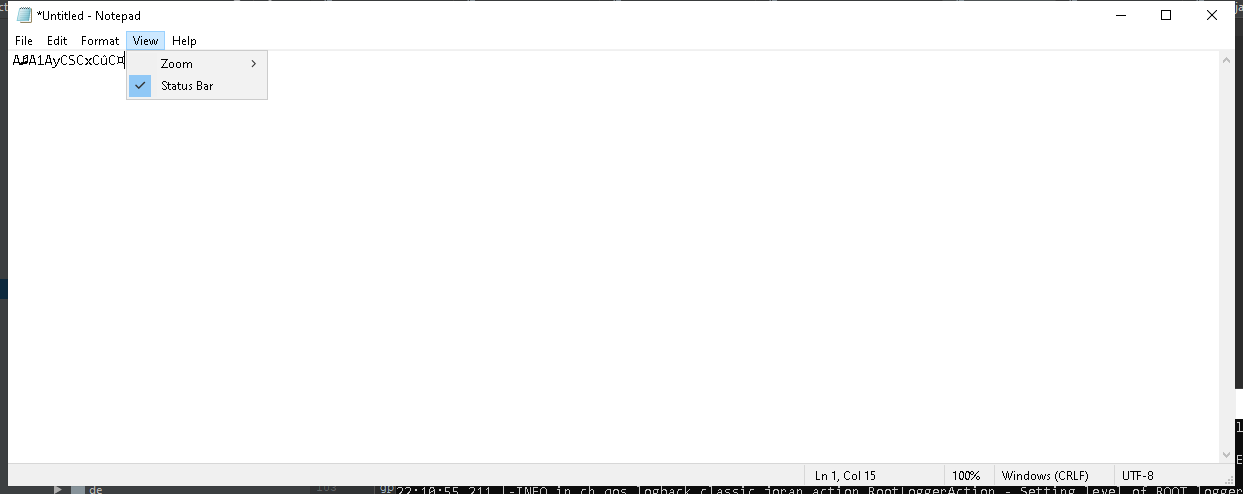 *Untitled - Notepad
File Edit Format View Help
Zoom
Status Bar
Ln 1, Col 15
100%
Windows (CRLF)
UTF-8
de
103
22:10:55,211 |-INFO in ch.qos.logback.classic.joran.action.RootLoggerAction - Setting level of ROOT logger